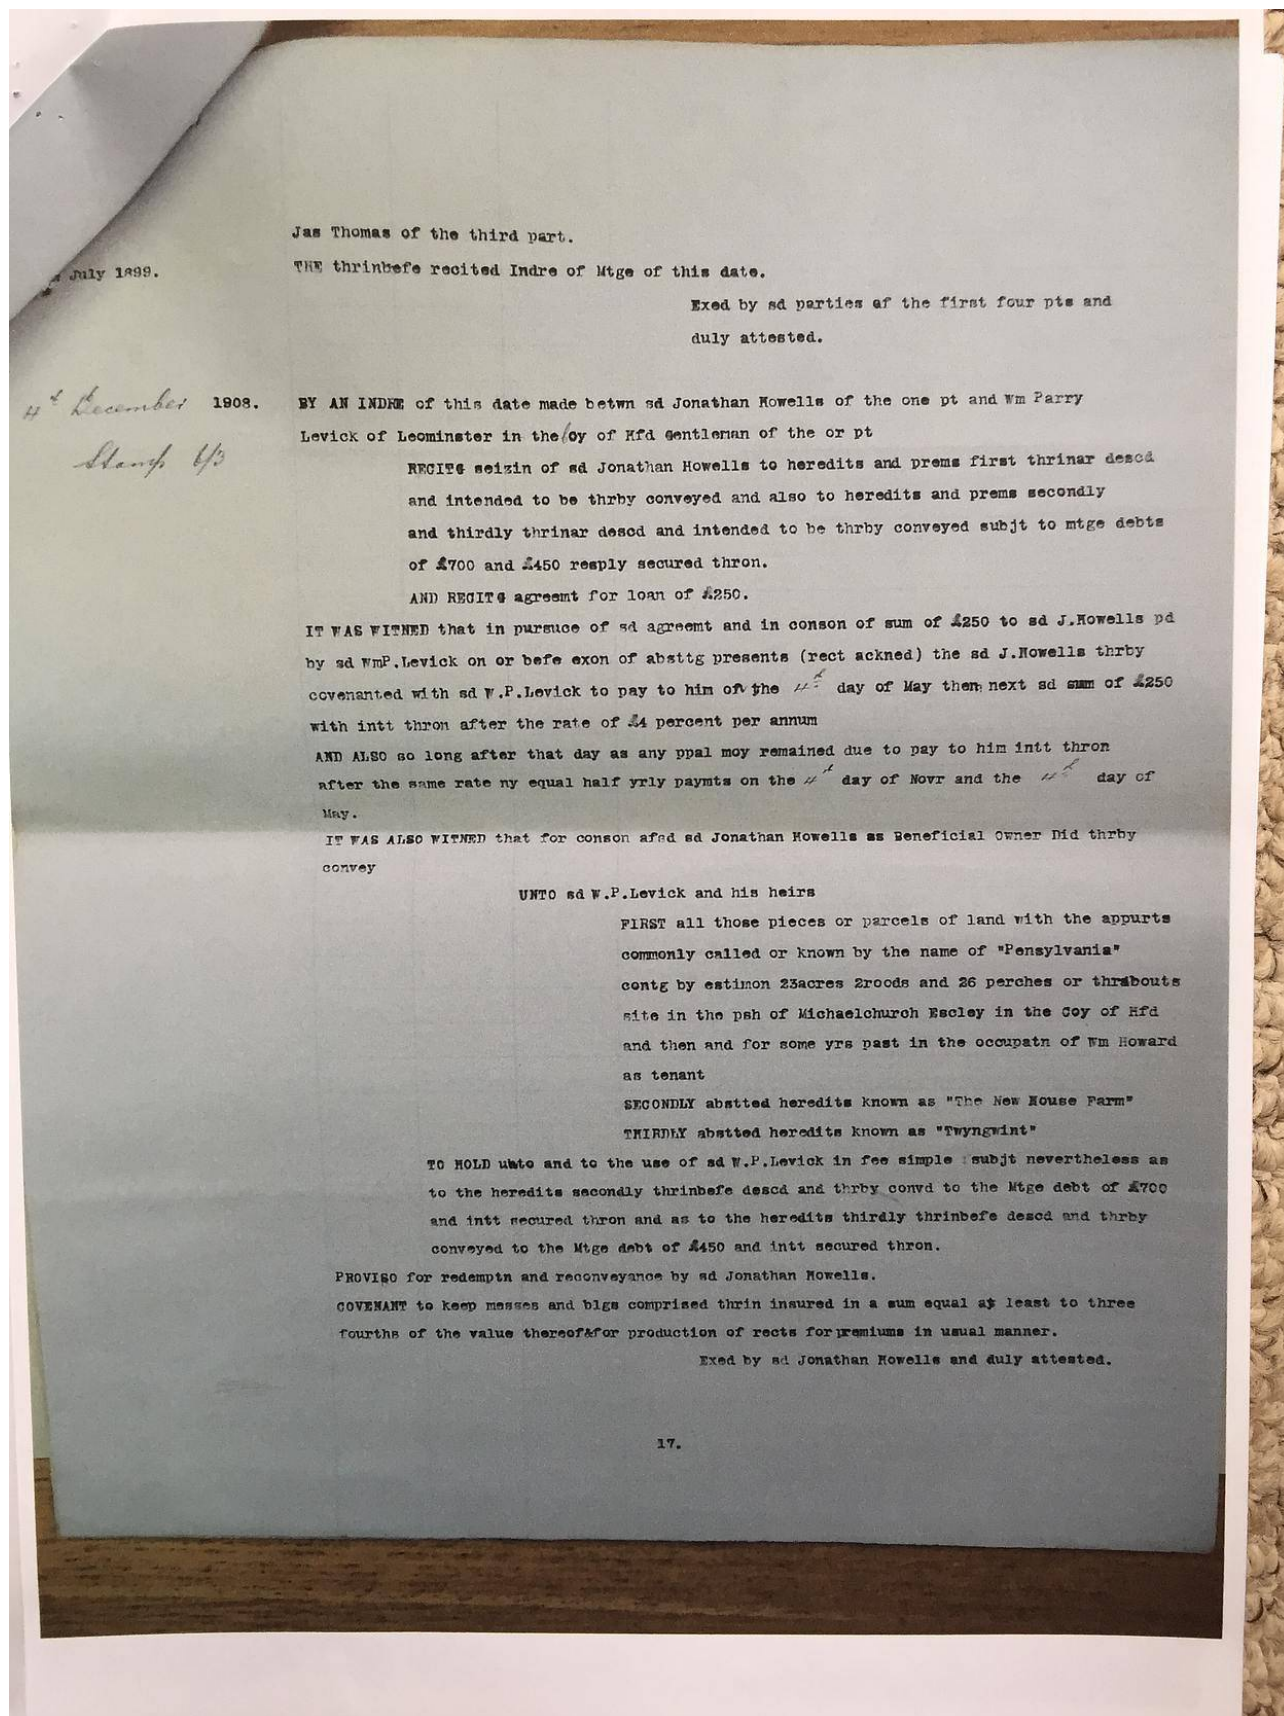 Jas Thomas of the third part.
July 1899. THE thrinbefe recited Indre of Mtge of this date.
Exed by sd parties of the first four pts and
duly attested.
4th December 1908. BY AN INDRE of this date made betwn sd Jonathan Howells of the one pt and Wm Parry
Stamp 6/3 Levick of Leominster in the Coy of Hfd Gentleman of the or pt
RECITG seizin of sd Jonathan Howells to heredits and prems first thrinar descd
and intended to be thrby conveyed and also to heredits and prems secondly
and thirdly thrinar descd and intended to be thrby conveyed subjt to mtge debts
of £700 and £450 resply secured thron.
AND RECITG agreemt for loan of £250.
IT WAS WITNED that in pursuce of sd agreemt and in conson of sum of £250 to sd J.Howells pd
by sd WmP.Levick on or befe exon of absttg presents (rect ackned) the sd J.Howells thrby
covenanted with sd W.P.Levick to pay to him on the 4th day of May then next sd sum of £250
with intt thron after the rate of £4 percent per annum
AND ALSO so long after that day as any ppal moy remained due to pay to him intt thron
after the same rate ny equal half yrly paymts on the 4th day of Novr and the 4th day of
May.
IT WAS ALSO WITNED that for conson afsd sd Jonathan Howells as Beneficial Owner Did thrby
convey
UNTO sd W.P.Levick and his heirs
FIRST all those pieces or parcels of land with the appurts
commonly called or known by the name of "Pensylvania"
contg by estimon 23acres 2roods and 26 perches or thrabouts
site in the psh of Michaelchurch Escley in the Coy of Hfd
and then and for some yrs past in the occupatn of Wm Howard
as tenant
SECONDLY abstted heredits known as "The New House Farm"
THIRDLY abstted heredits known as "Twyngwint"
TO HOLD unto and to the use of sd W.P.Levick in fee simple subjt nevertheless as
to the heredits secondly thrinbefe descd and thrby convd to the Mtge debt of £700
and intt secured thron and as to the heredits thirdly thrinbefe descd and thrby
conveyed to the Mtge debt of £450 and intt secured thron.
PROVISO for redemptn and reconveyance by sd Jonathan Howells.
COVENANT to keep messes and blgs comprised thrin insured in a sum equal at least to three
fourths of the value thereof&for production of rects for premiums in usual manner.
Exed by sd Jonathan Howells and duly attested.
17.